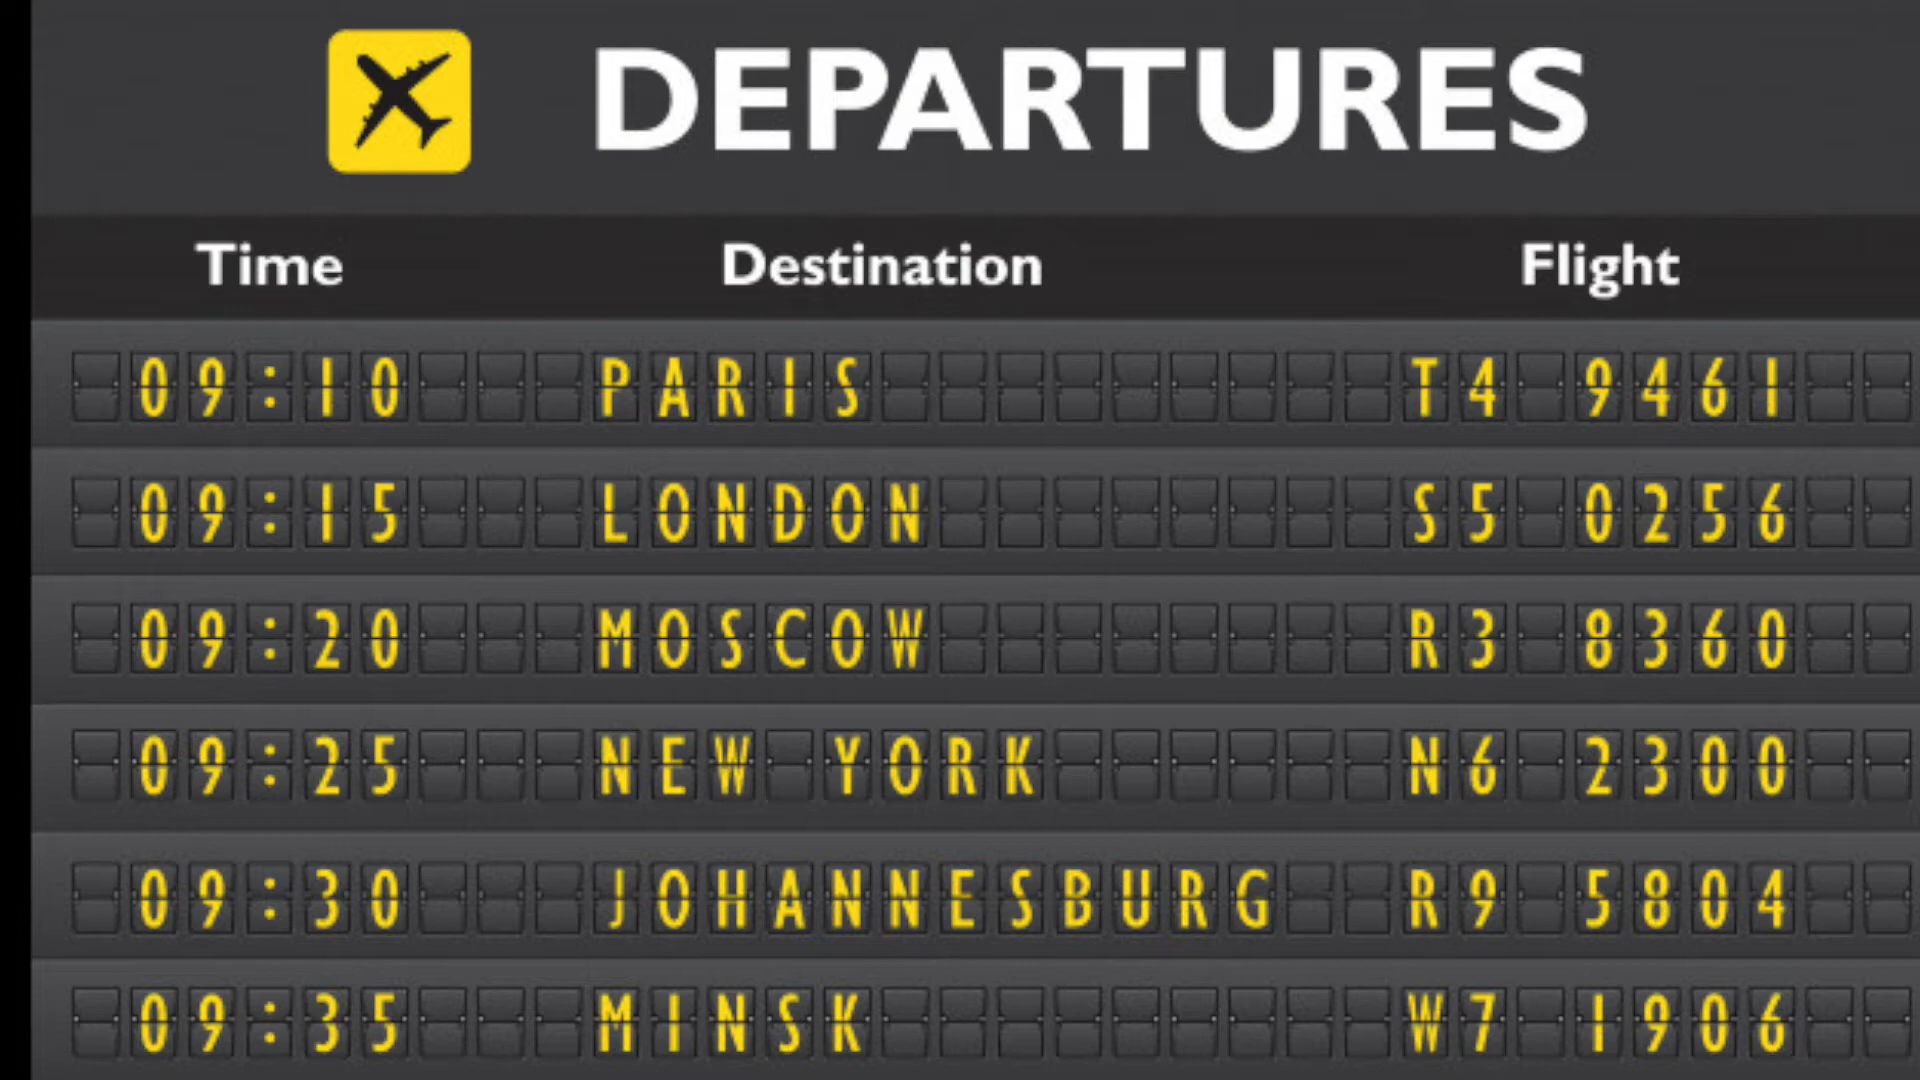 DEPARTURES
Time Destination Flight
09:10 PARIS T4 9461
09:15 LONDON S5 0256
09:20 MOSCOW R3 8360
09:25 NEW YORK N6 2300
09:30 JOHANNESBURG R9 5804
09:35 MINSK W7 1906